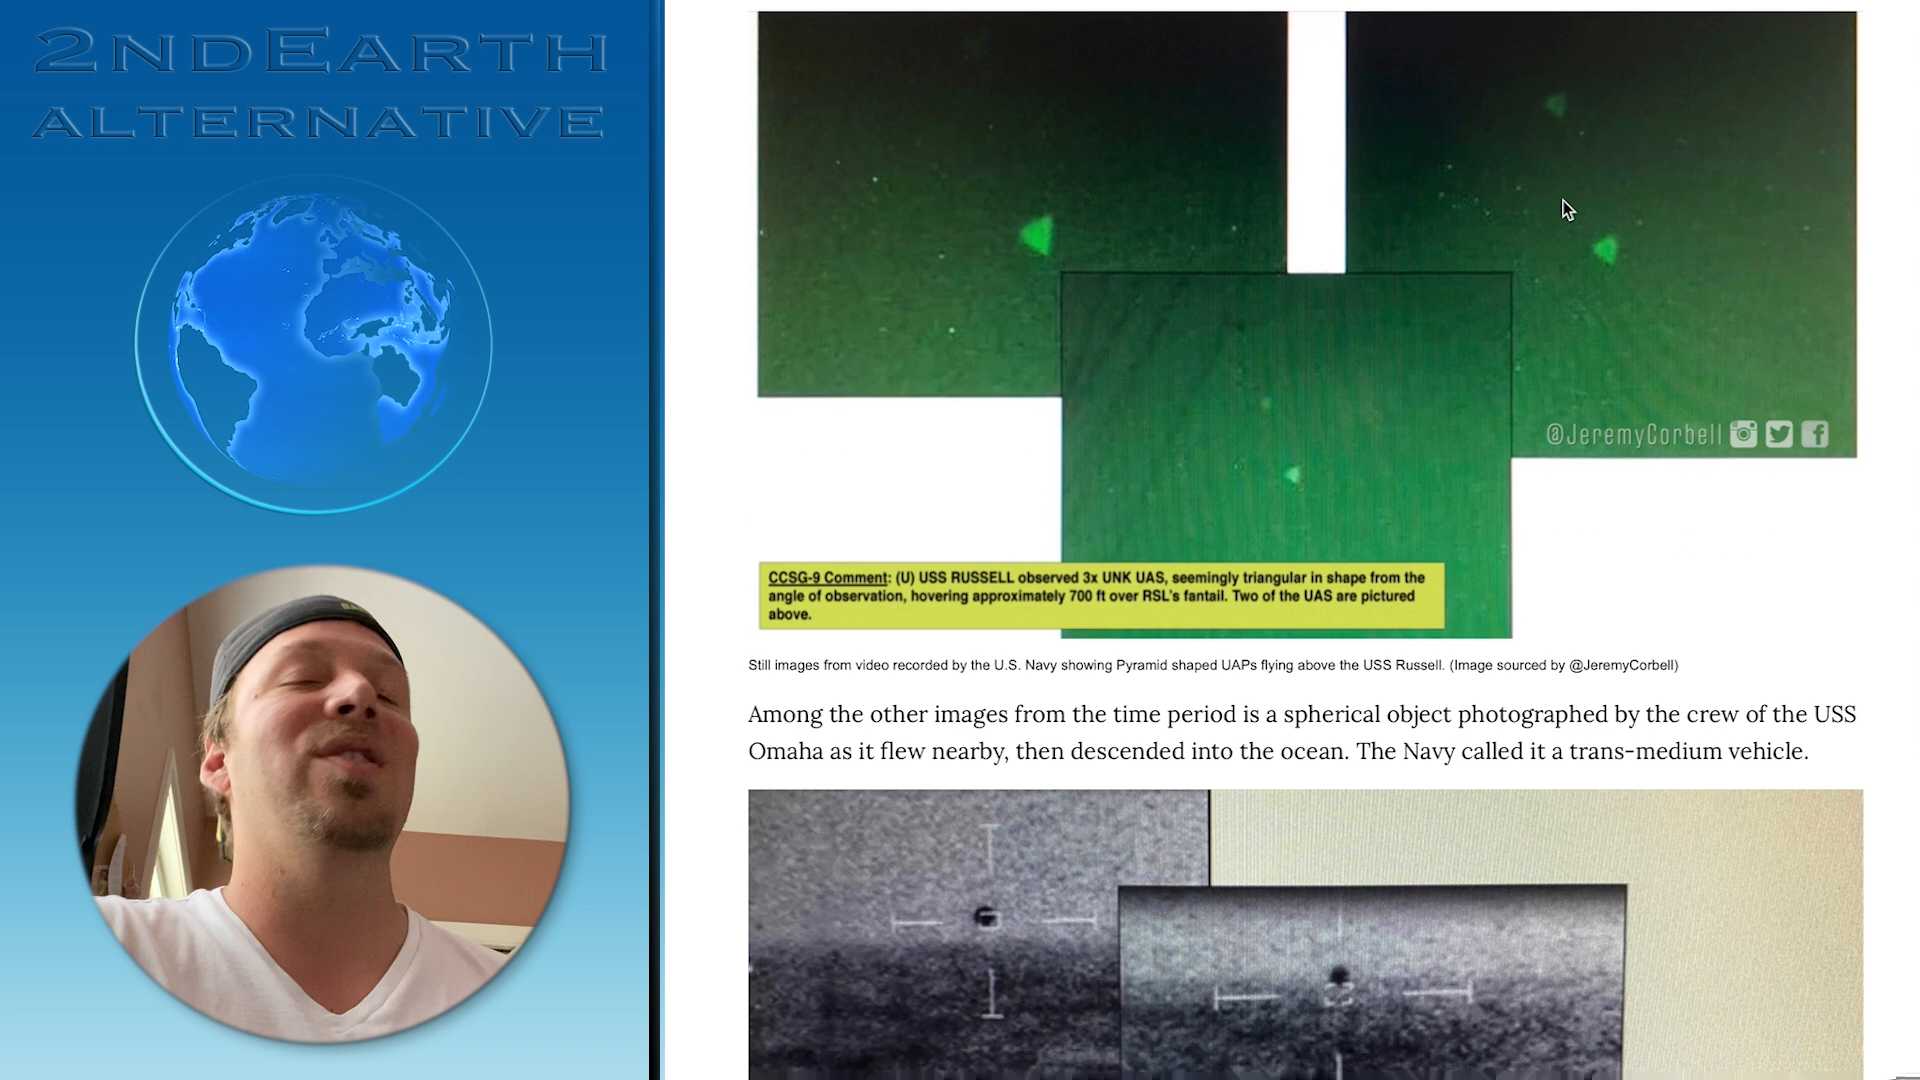 2ndEarth
Alternative
@JeremyCorbell
CCSG-9 Comment: (U) USS RUSSELL observed 3x UNK UAS, seemingly triangular in shape from the
angle of observation, hovering approximately 700 ft over RSL's fantail. Two of the UAS are pictured
above.
Still images from video recorded by the U.S. Navy showing Pyramid shaped UAPs flying above the USS Russell. (Image sourced by @JeremyCorbell)
Among the other images from the time period is a spherical object photographed by the crew of the USS
Omaha as it flew nearby, then descended into the ocean. The Navy called it a trans-medium vehicle.